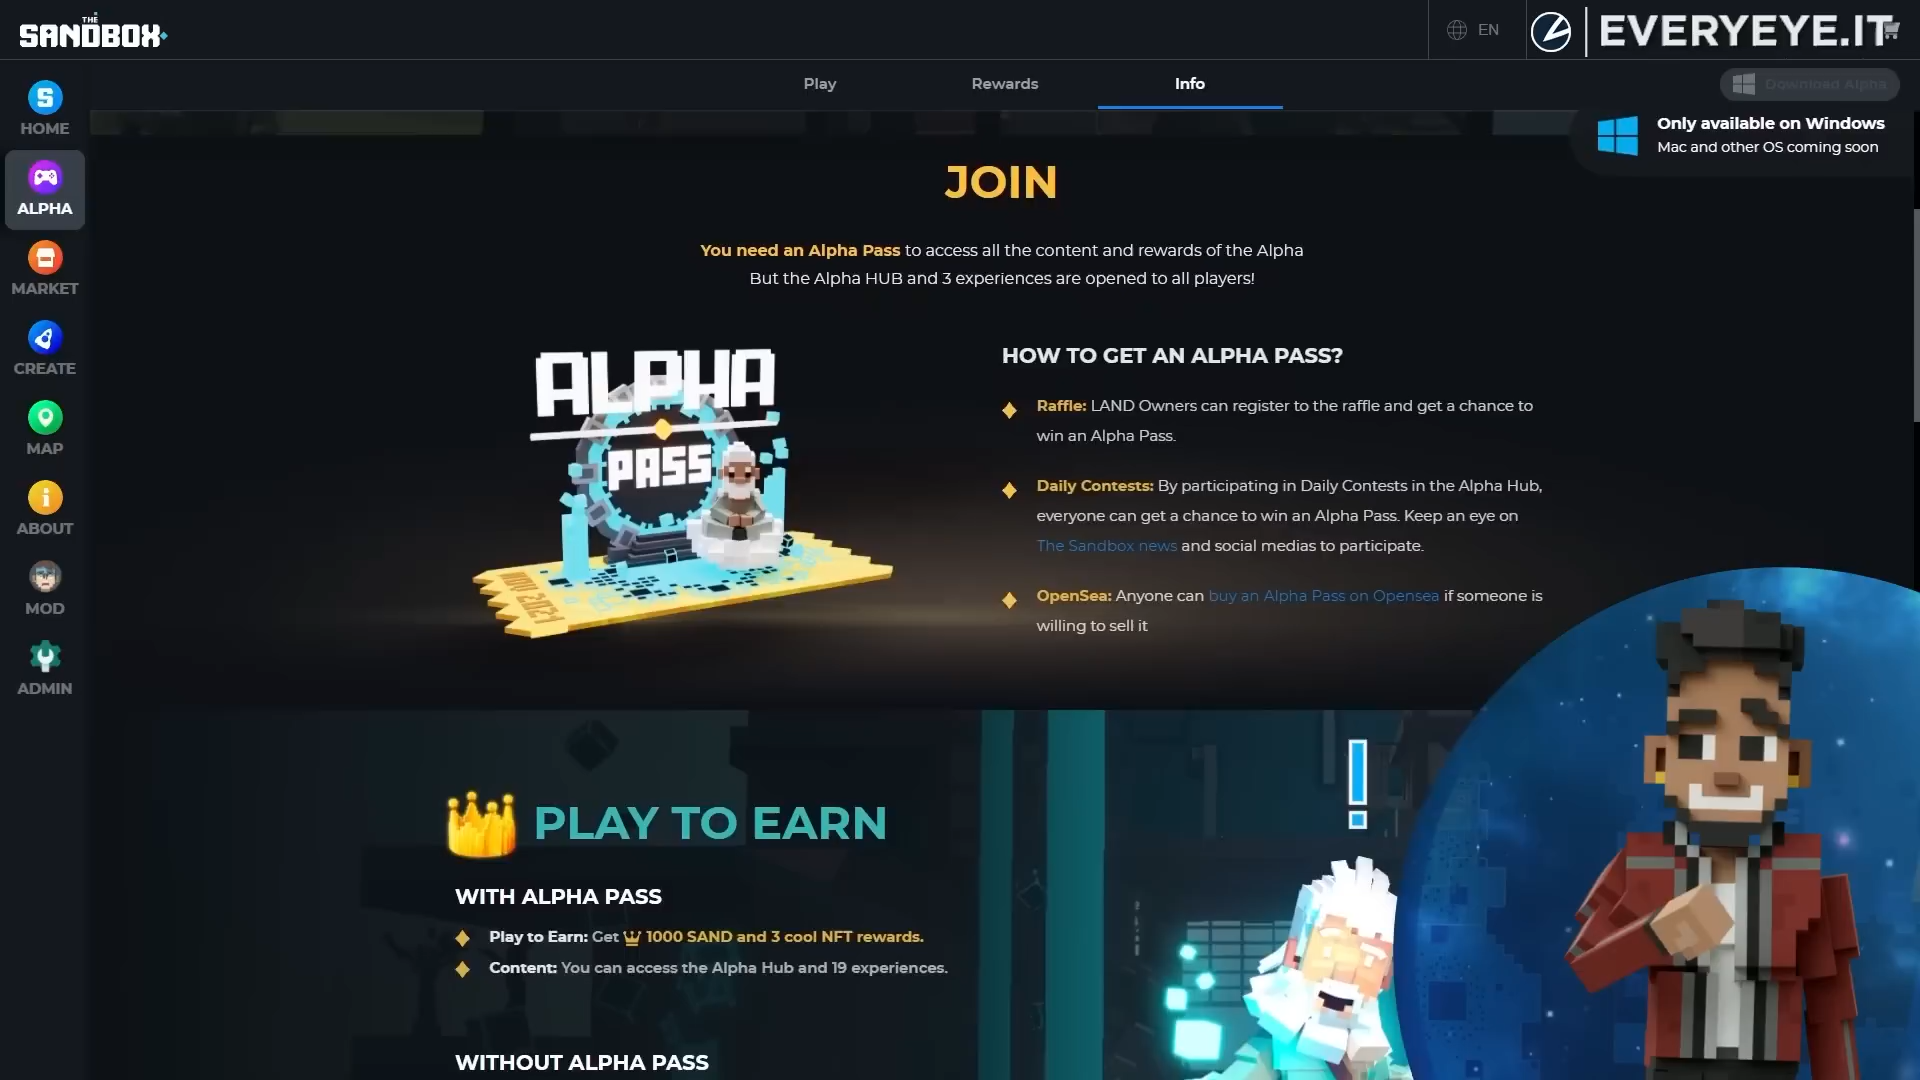 THE
SANDBOX
EN
EVERYEYE.IT
Play
Rewards
Info
Download Alpha
Only available on Windows
Mac and other OS coming soon
HOME
ALPHA
MARKET
CREATE
MAP
ABOUT
MOD
ADMIN
JOIN
You need an Alpha Pass to access all the content and rewards of the Alpha
But the Alpha HUB and 3 experiences are opened to all players!
ALPHA
PASS
NOV 2021
HOW TO GET AN ALPHA PASS?
Raffle: LAND Owners can register to the raffle and get a chance to
win an Alpha Pass.
Daily Contests: By participating in Daily Contests in the Alpha Hub,
everyone can get a chance to win an Alpha Pass. Keep an eye on
The Sandbox news and social medias to participate.
OpenSea: Anyone can buy an Alpha Pass on Opensea if someone is
willing to sell it
PLAY TO EARN
WITH ALPHA PASS
Play to Earn: Get 1000 SAND and 3 cool NFT rewards.
Content: You can access the Alpha Hub and 19 experiences.
WITHOUT ALPHA PASS